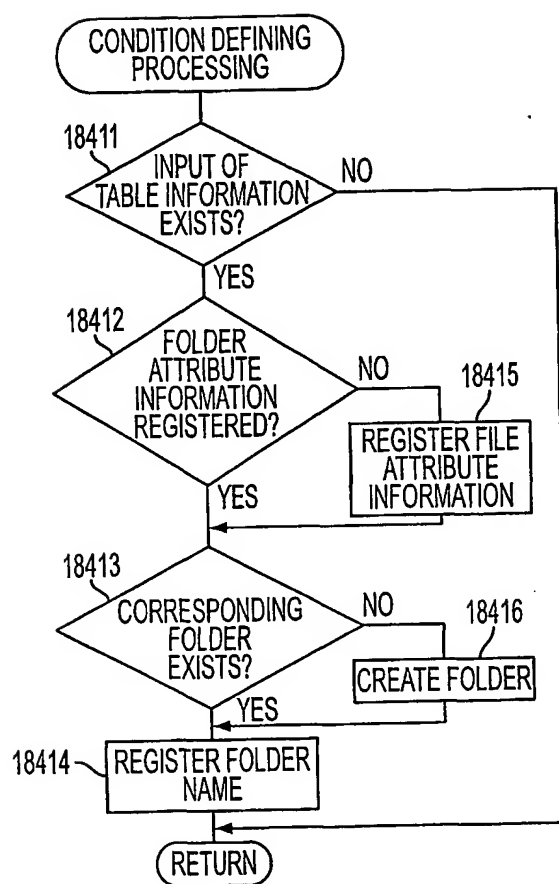 CONDITION DEFINING
PROCESSING
18411
INPUT OF
TABLE INFORMATION
EXISTS?
NO
YES
18412
FOLDER
ATTRIBUTE
INFORMATION
REGISTERED?
NO
18415
REGISTER FILE
ATTRIBUTE
INFORMATION
YES
18413
CORRESPONDING
FOLDER
EXISTS?
NO
18416
CREATE FOLDER
YES
18414
REGISTER FOLDER
NAME
RETURN